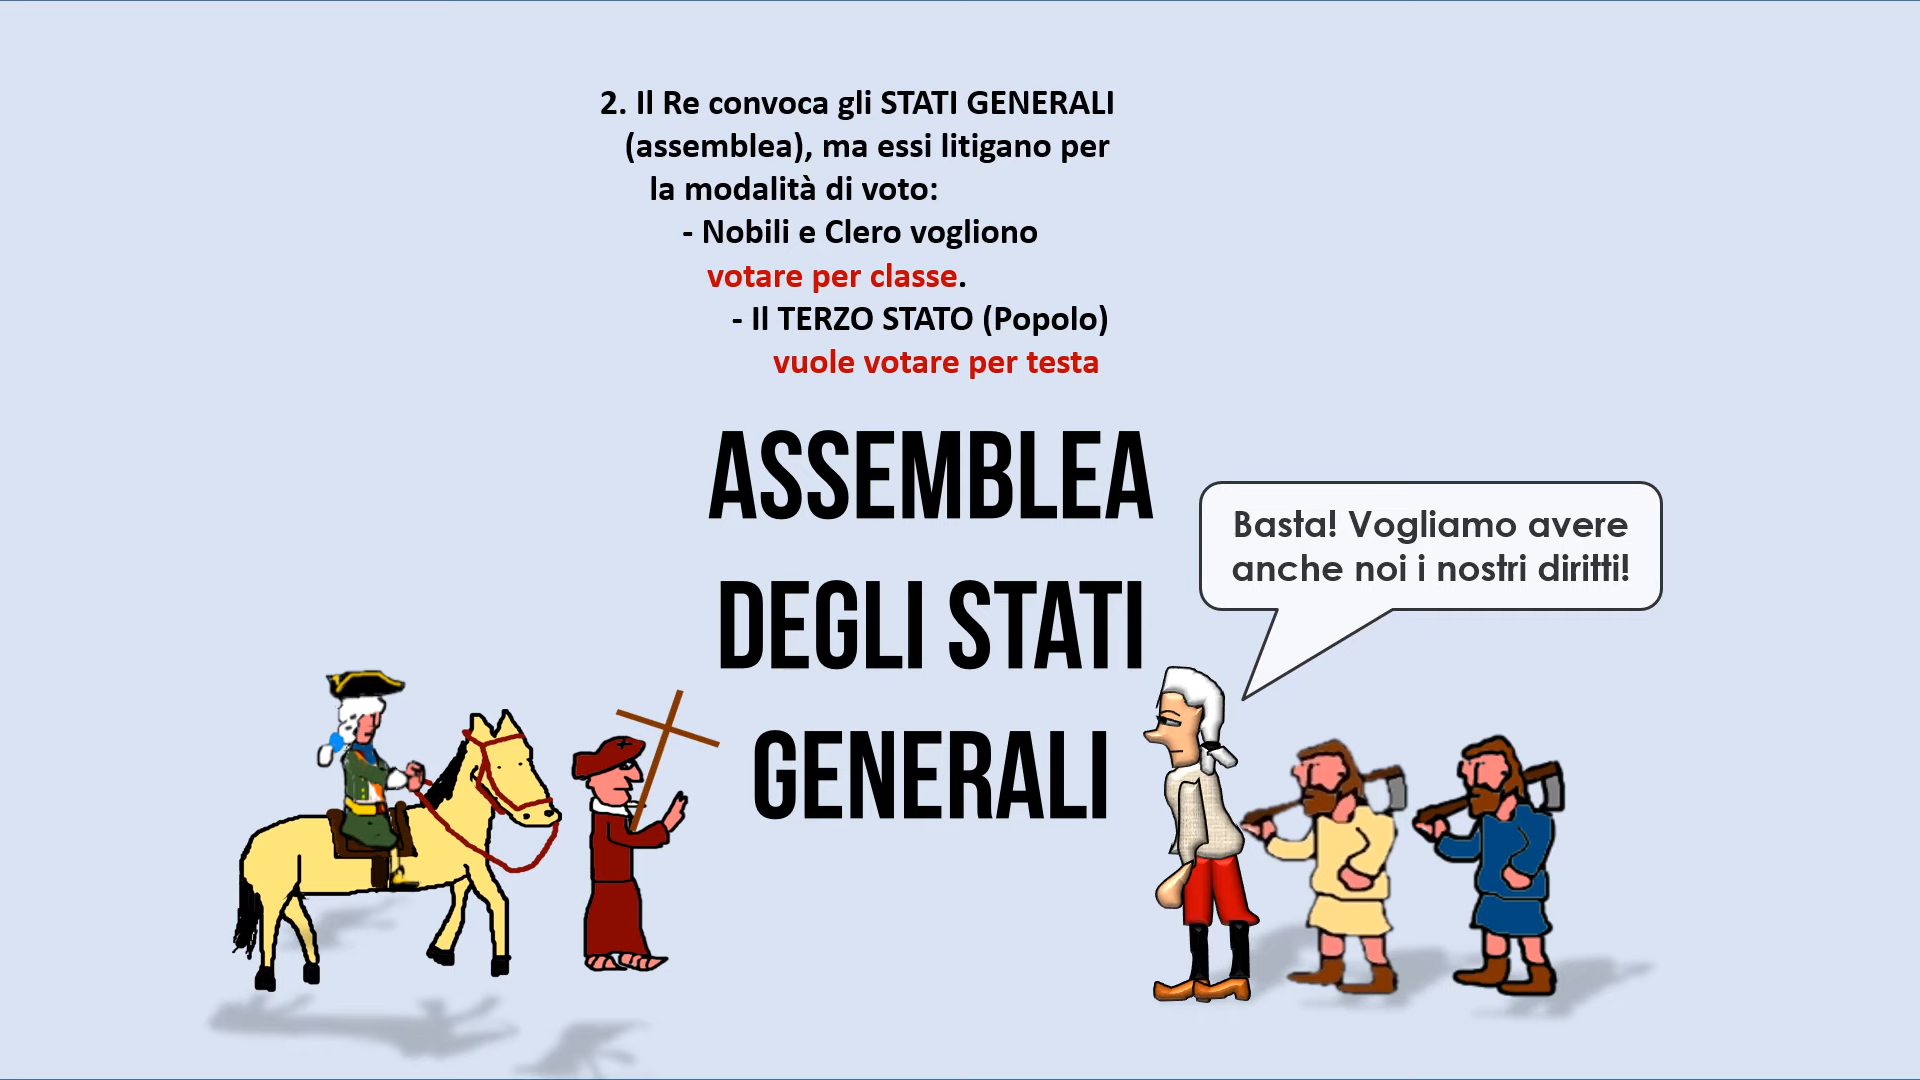 2. Il Re convoca gli STATI GENERALI
(assemblea), ma essi litigano per
la modalità di voto:
- Nobili e Clero vogliono
votare per classe.
- Il TERZO STATO (Popolo)
vuole votare per testa
ASSEMBLEA
DEGLI STATI
GENERALI
Basta! Vogliamo avere
anche noi i nostri diritti!